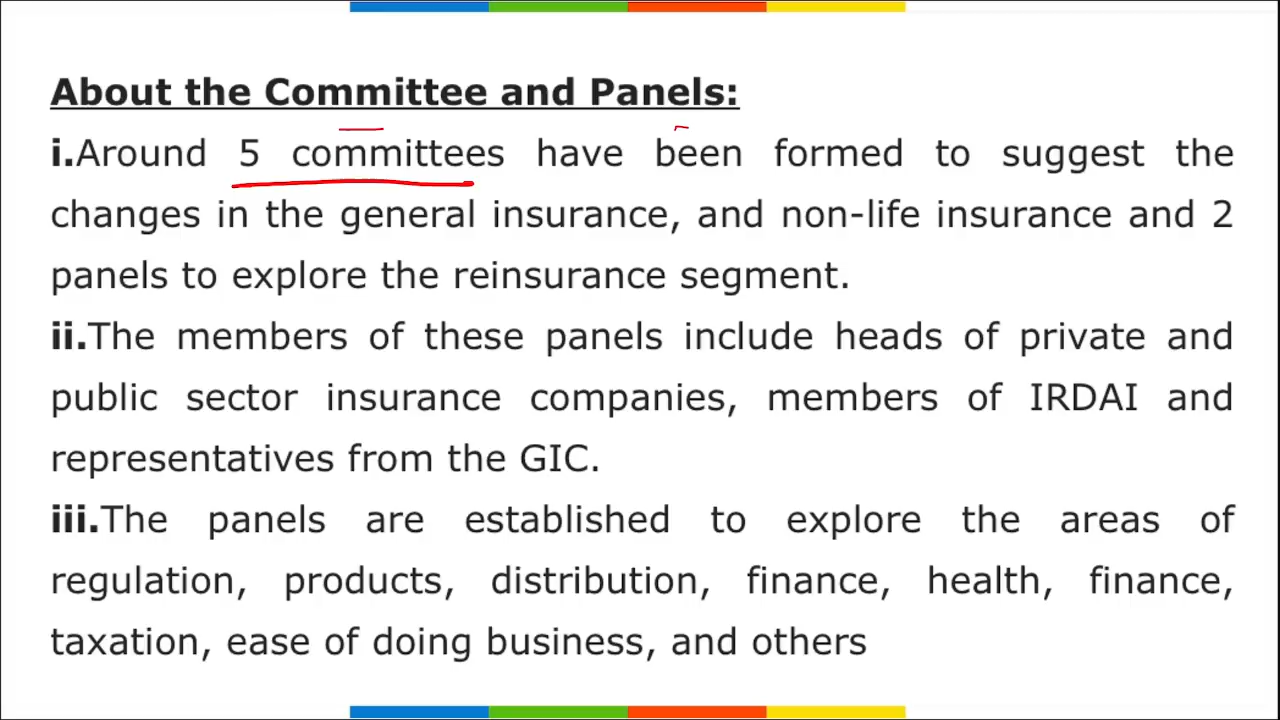 About the Committee and Panels:
i.Around 5 committees have been formed to suggest the
changes in the general insurance, and non-life insurance and 2
panels to explore the reinsurance segment.
ii.The members of these panels include heads of private and
public sector insurance companies, members of IRDAI and
representatives from the GIC.
iii.The panels are established to explore the areas of
regulation, products, distribution, finance, health, finance,
taxation, ease of doing business, and others